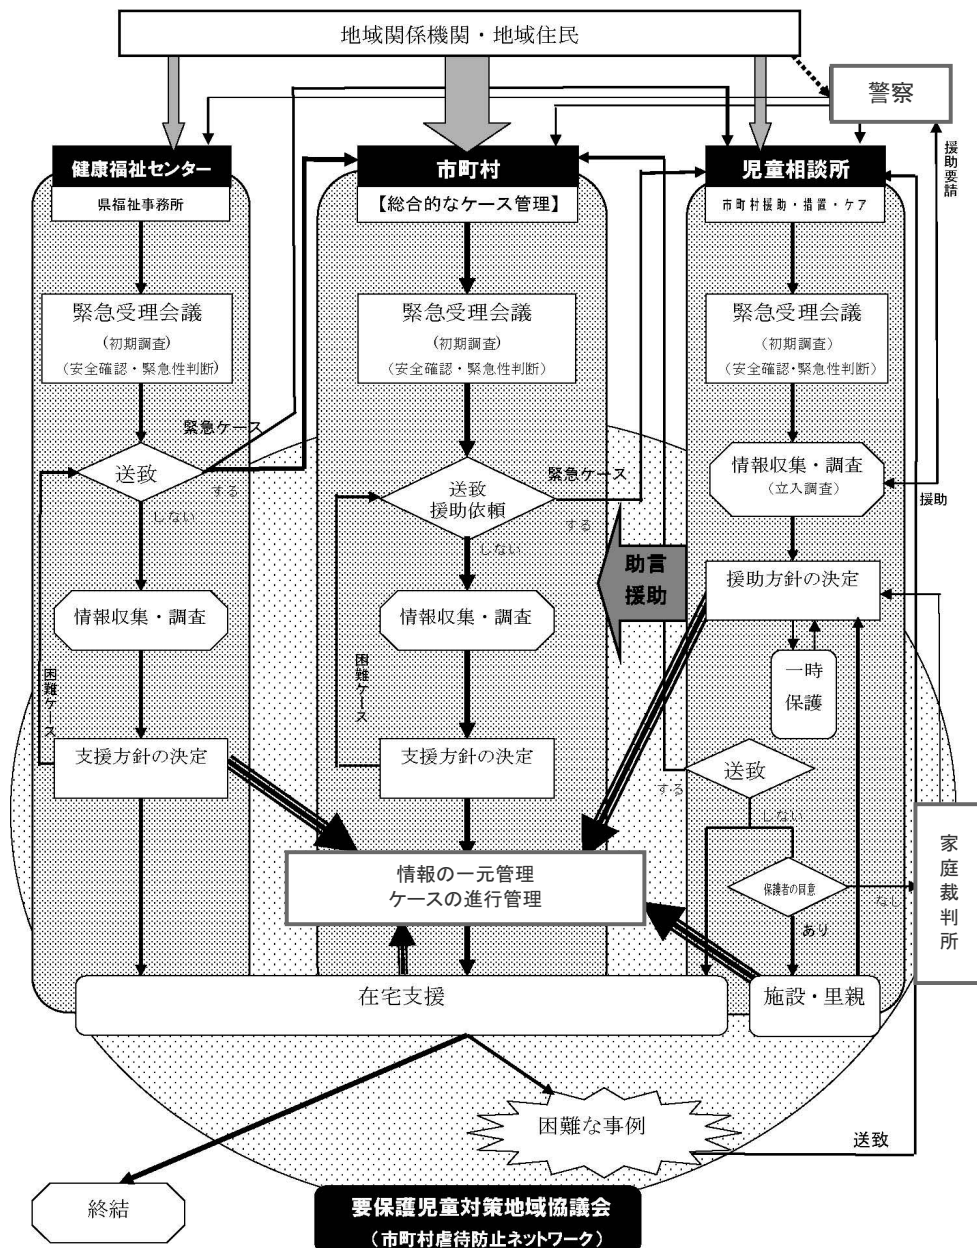 地域関係機関・地域住民
警察
援助要請
健康福祉センター
県福祉事務所
市町村
【総合的なケース管理】
児童相談所
市町村援助・措置・ケア
緊急受理会議
(初期調査)
(安全確認・緊急性判断)
緊急受理会議
(初期調査)
(安全確認・緊急性判断)
緊急受理会議
(初期調査)
(安全確認・緊急性判断)
緊急ケース
送致
する
しない
緊急ケース
送致
援助依頼
する
しない
情報収集・調査
(立入調査)
援助
助言
援助
援助方針の決定
情報収集・調査
情報収集・調査
困難ケース
困難ケース
一時
保護
支援方針の決定
支援方針の決定
送致
する
しない
情報の一元管理
ケースの進行管理
保護者の同意
なし
あり
家庭裁判所
在宅支援
施設・里親
困難な事例
送致
終結
要保護児童対策地域協議会
(市町村虐待防止ネットワーク)